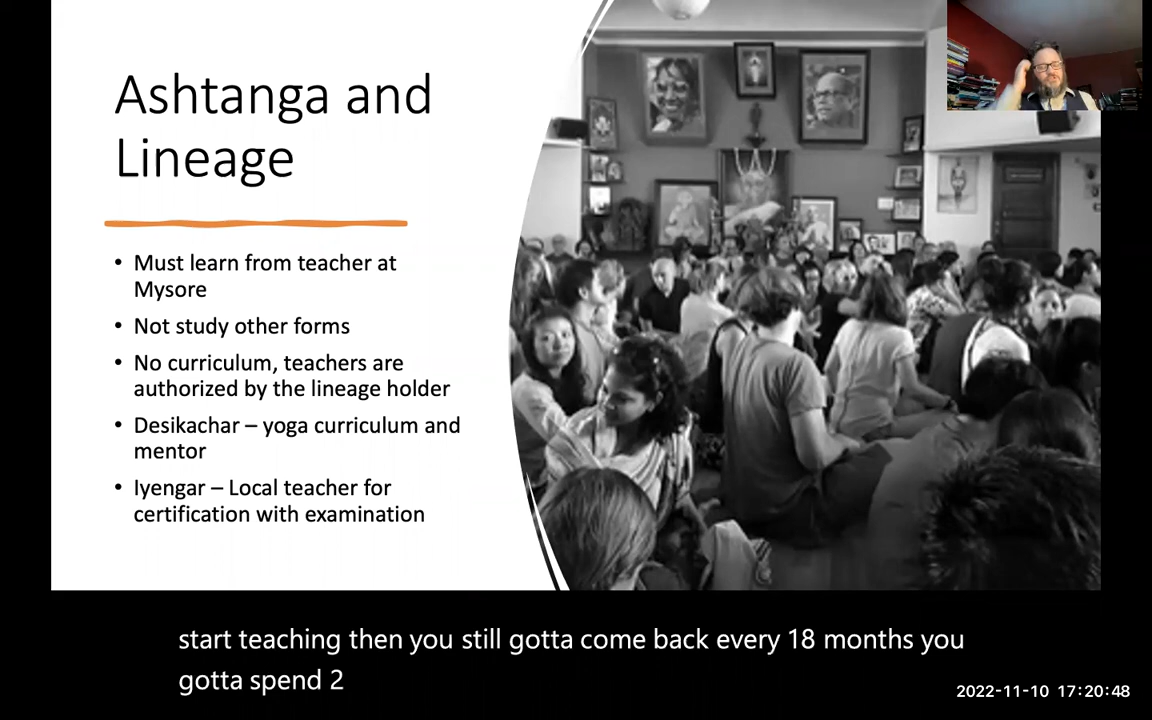 Ashtanga and
Lineage
• Must learn from teacher at
Mysore
• Not study other forms
• No curriculum, teachers are
authorized by the lineage holder
• Desikachar – yoga curriculum and
mentor
• Iyengar – Local teacher for
certification with examination
start teaching then you still gotta come back every 18 months you
gotta spend 2
2022-11-10 17:20:48